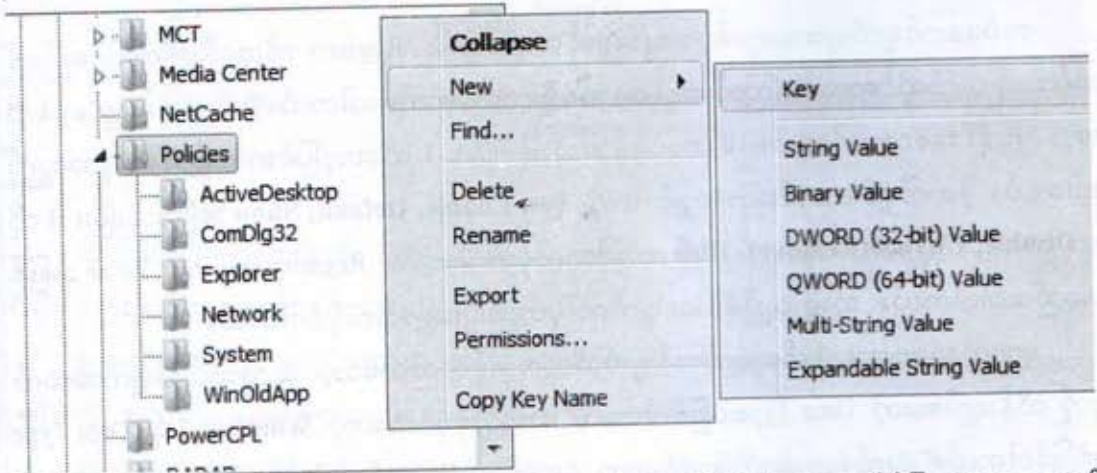 MCT
Media Center
NetCache
Policies
ActiveDesktop
ComDlg32
Explorer
Network
System
WinOldApp
PowerCPL
Collapse
New
Find...
Delete
Rename
Export
Permissions...
Copy Key Name
Key
String Value
Binary Value
DWORD (32-bit) Value
QWORD (64-bit) Value
Multi-String Value
Expandable String Value